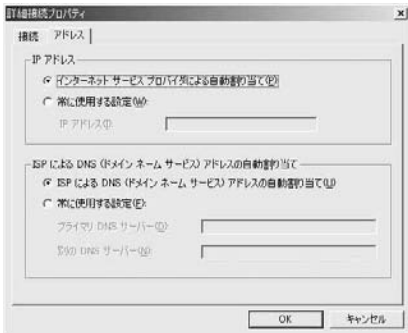 詳細接続プロパティ
接続 アドレス
IP アドレス
インターネット サービス プロバイダによる自動割り当て(P)
常に使用する設定(W):
IP アドレス(I):
ISP による DNS (ドメイン ネーム サービス) アドレスの自動割り当て
ISP による DNS (ドメイン ネーム サービス) アドレスの自動割り当て(U)
常に使用する設定(F):
プライマリ DNS サーバー(D):
別の DNS サーバー(N):
OK キャンセル